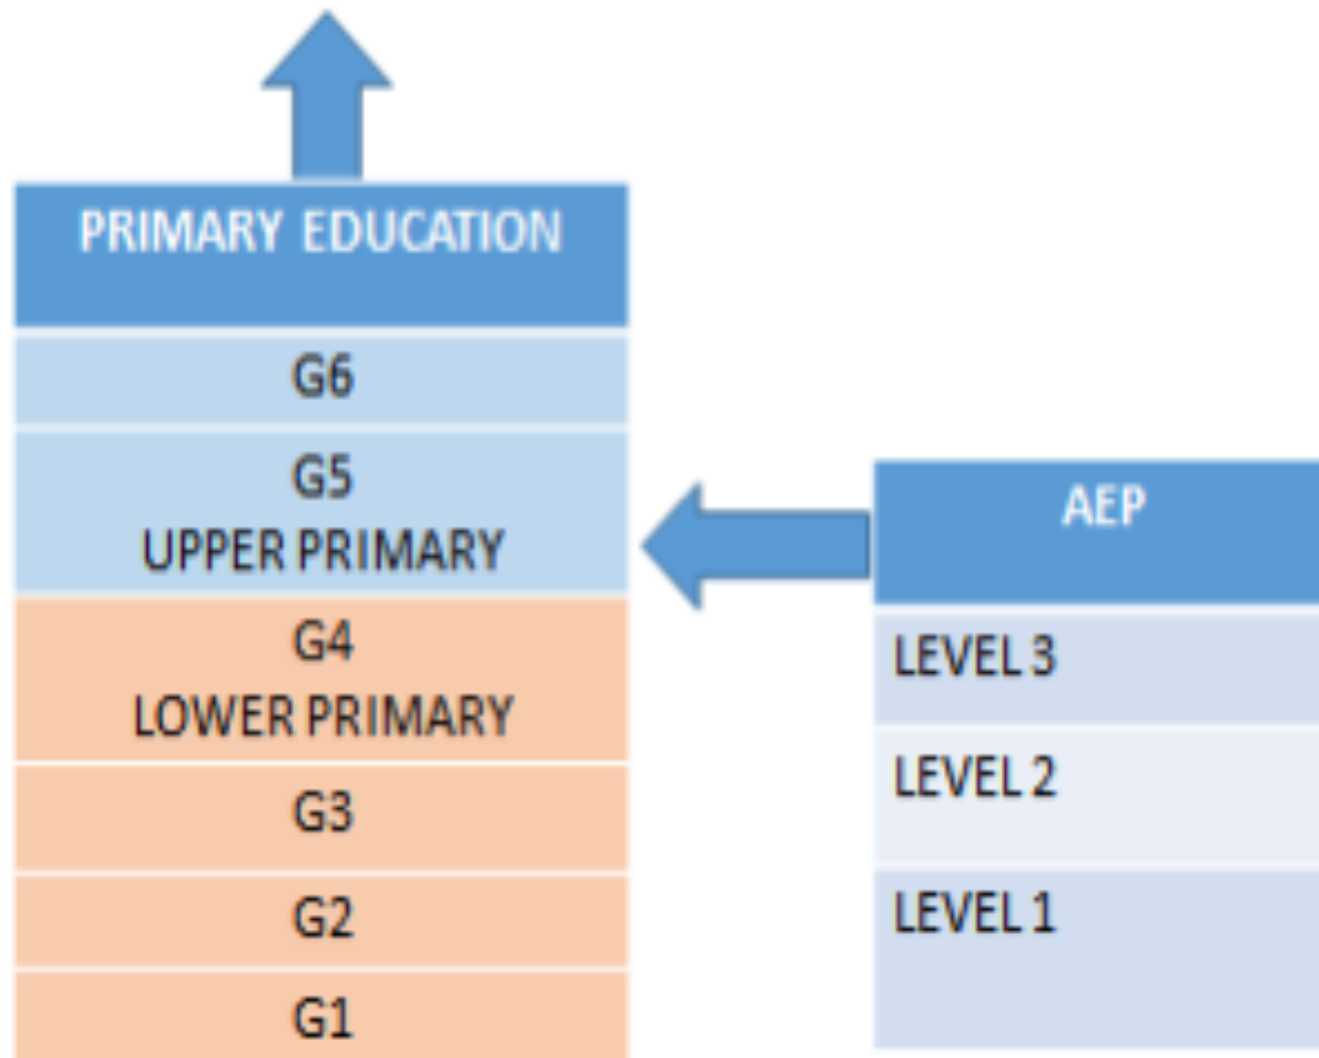 PRIMARY EDUCATION
G6
G5
UPPER PRIMARY
G4
LOWER PRIMARY
G3
G2
G1
AEP
LEVEL 3
LEVEL 2
LEVEL 1